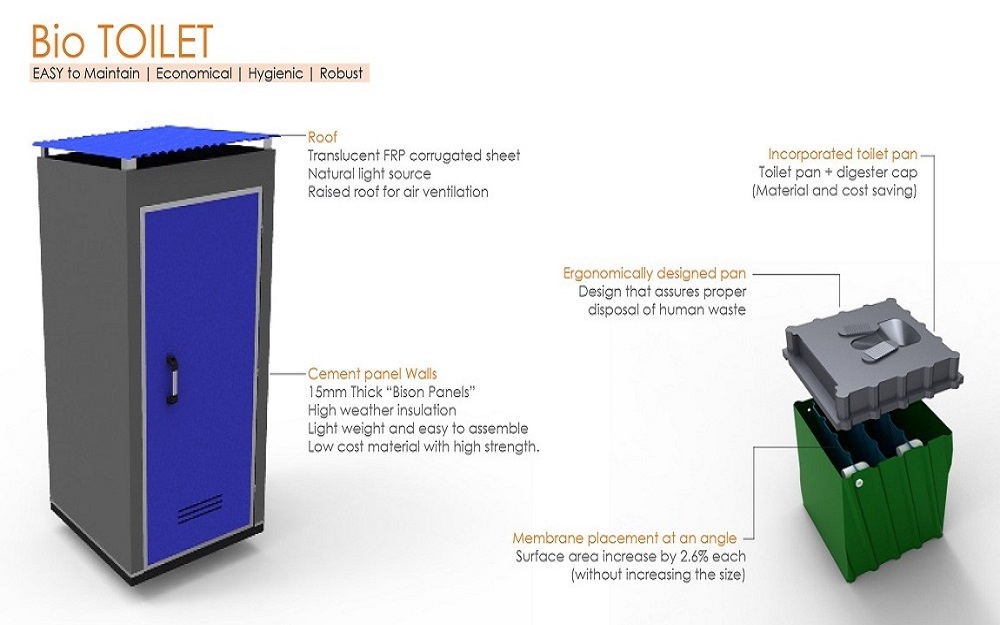 Bio TOILET
EASY to Maintain | Economical | Hygienic | Robust
Roof
Translucent FRP corrugated sheet
Natural light source
Raised roof for air ventilation
Incorporated toilet pan
Toilet pan + digester cap
(Material and cost saving)
Ergonomically designed pan
Design that assures proper
disposal of human waste
Cement panel Walls
15mm Thick “Bison Panels”
High weather insulation
Light weight and easy to assemble
Low cost material with high strength.
Membrane placement at an angle
Surface area increase by 2.6% each
(without increasing the size)